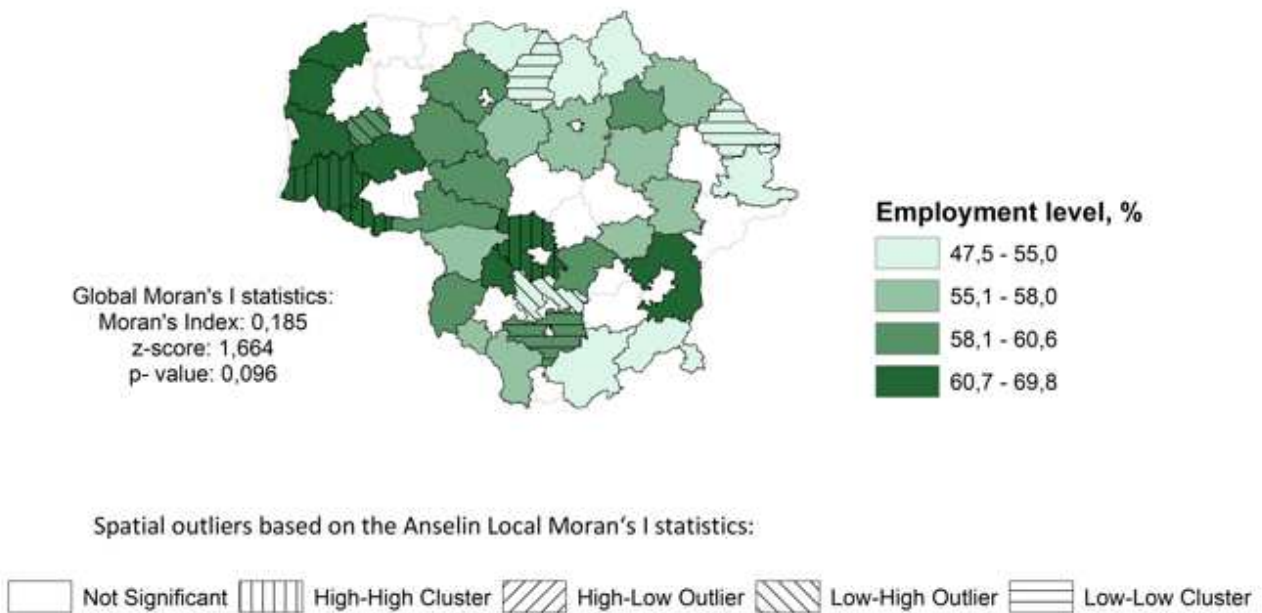 Employment level, %
47,5 - 55,0
55,1 - 58,0
58,1 - 60,6
60,7 - 69,8
Global Moran's I statistics:
Moran's Index: 0,185
z-score: 1,664
p- value: 0,096
Spatial outliers based on the Anselin Local Moran's I statistics:
Not Significant High-High Cluster High-Low Outlier Low-High Outlier Low-Low Cluster